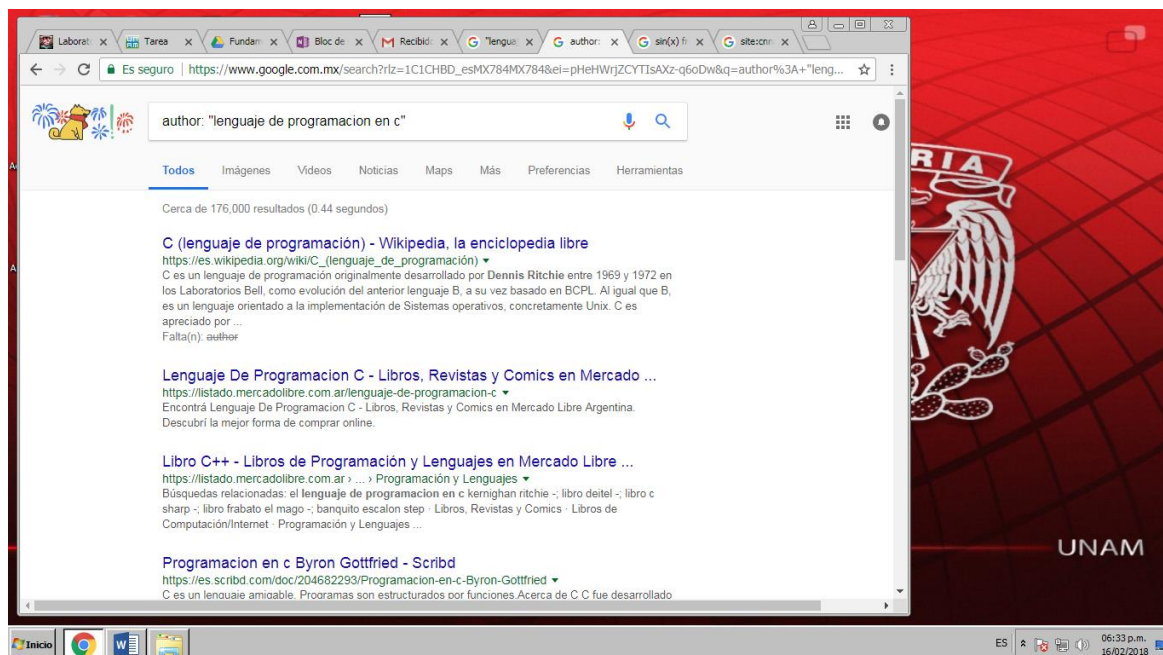 Laborat
Tarea
Fundam
Bloc de
Recibid
"lengua
author:
sin(x) fr
site:cnn
Es seguro | https://www.google.com.mx/search?rlz=1C1CHBD_esMX784MX784&ei=pHeHWrjZCYTIsAXz-q6oDw&q=author%3A+"leng...
author: "lenguaje de programacion en c"
Todos Imágenes Videos Noticias Maps Más Preferencias Herramientas
Cerca de 176,000 resultados (0.44 segundos)
C (lenguaje de programación) - Wikipedia, la enciclopedia libre
https://es.wikipedia.org/wiki/C_(lenguaje_de_programación)
C es un lenguaje de programación originalmente desarrollado por Dennis Ritchie entre 1969 y 1972 en
los Laboratorios Bell, como evolución del anterior lenguaje B, a su vez basado en BCPL. Al igual que B,
es un lenguaje orientado a la implementación de Sistemas operativos, concretamente Unix. C es
apreciado por ...
Falta(n): author
Lenguaje De Programacion C - Libros, Revistas y Comics en Mercado ...
https://listado.mercadolibre.com.ar/lenguaje-de-programacion-c
Encontrá Lenguaje De Programacion C - Libros, Revistas y Comics en Mercado Libre Argentina.
Descubrí la mejor forma de comprar online.
Libro C++ - Libros de Programación y Lenguajes en Mercado Libre ...
https://listado.mercadolibre.com.ar › ... › Programación y Lenguajes
Búsquedas relacionadas: el lenguaje de programacion en c kernighan ritchie -; libro deitel -; libro c
sharp -; libro frabato el mago -; banquito escalon step · Libros, Revistas y Comics · Libros de
Computación/Internet · Programación y Lenguajes ...
Programacion en c Byron Gottfried - Scribd
https://es.scribd.com/doc/204682293/Programacion-en-c-Byron-Gottfried
C es un lenguaje amigable. Programas son estructurados por funciones.Acerca de C C fue desarrollado
RIA
UNAM
Inicio
ES
06:33 p.m.
16/02/2018